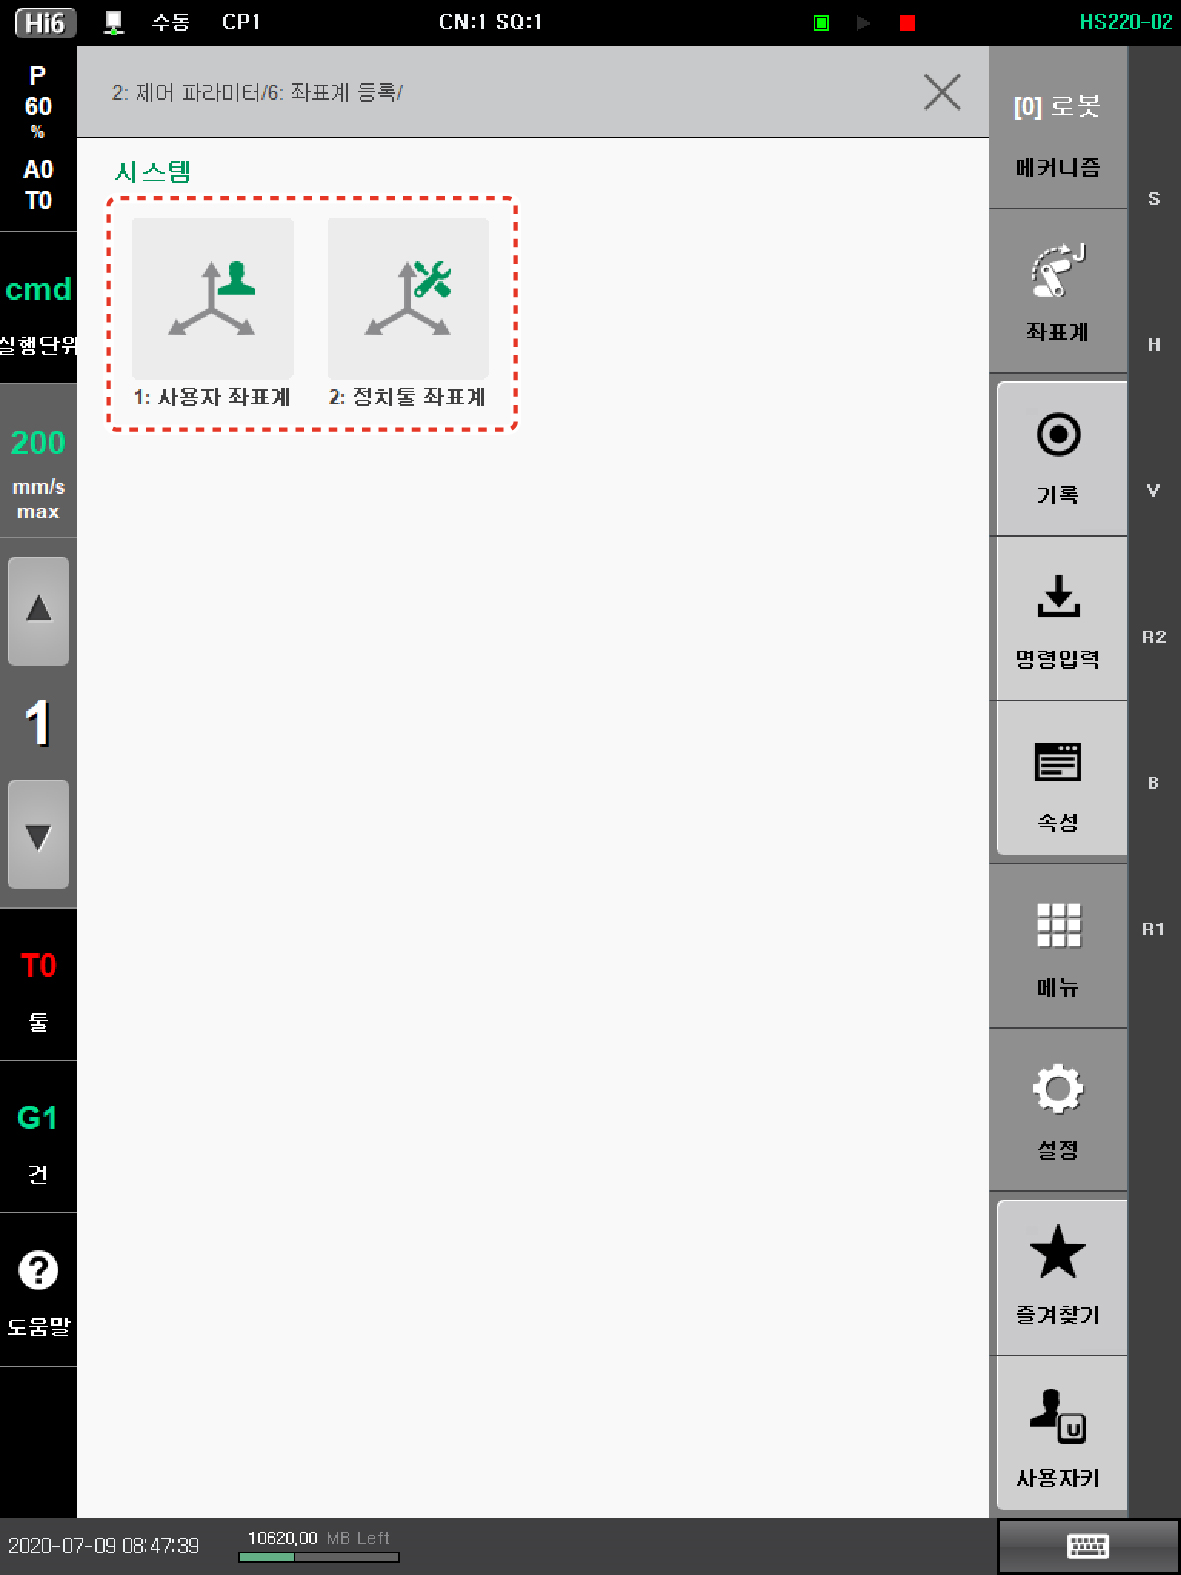 Hi6 수동 CP1 CN:1 SQ:1 HS220-02
P
60
%
A0
T0
cmd
실행단위
200
mm/s
max
1
T0
툴
G1
건
?
도움말
2: 제어 파라미터/6: 좌표계 등록/
시스템
1: 사용자 좌표계
2: 정치툴 좌표계
[0] 로봇
메커니즘
J
좌표계
기록
명령입력
속성
메뉴
설정
즐겨찾기
U
사용자키
S
H
V
R2
B
R1
2020-07-09 08:47:39
10620.00 MB Left